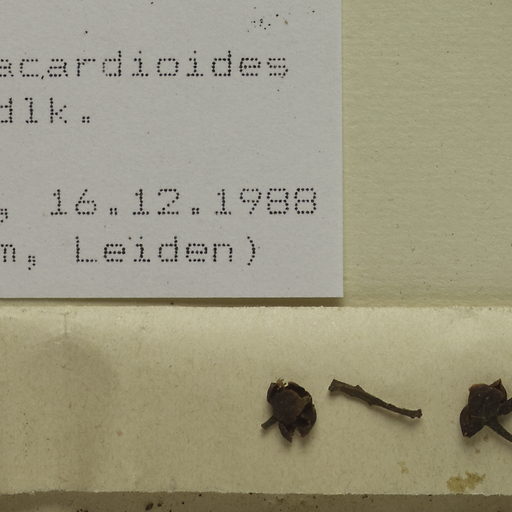 acardioides
dlk.
, 16.12.1988
m, Leiden)